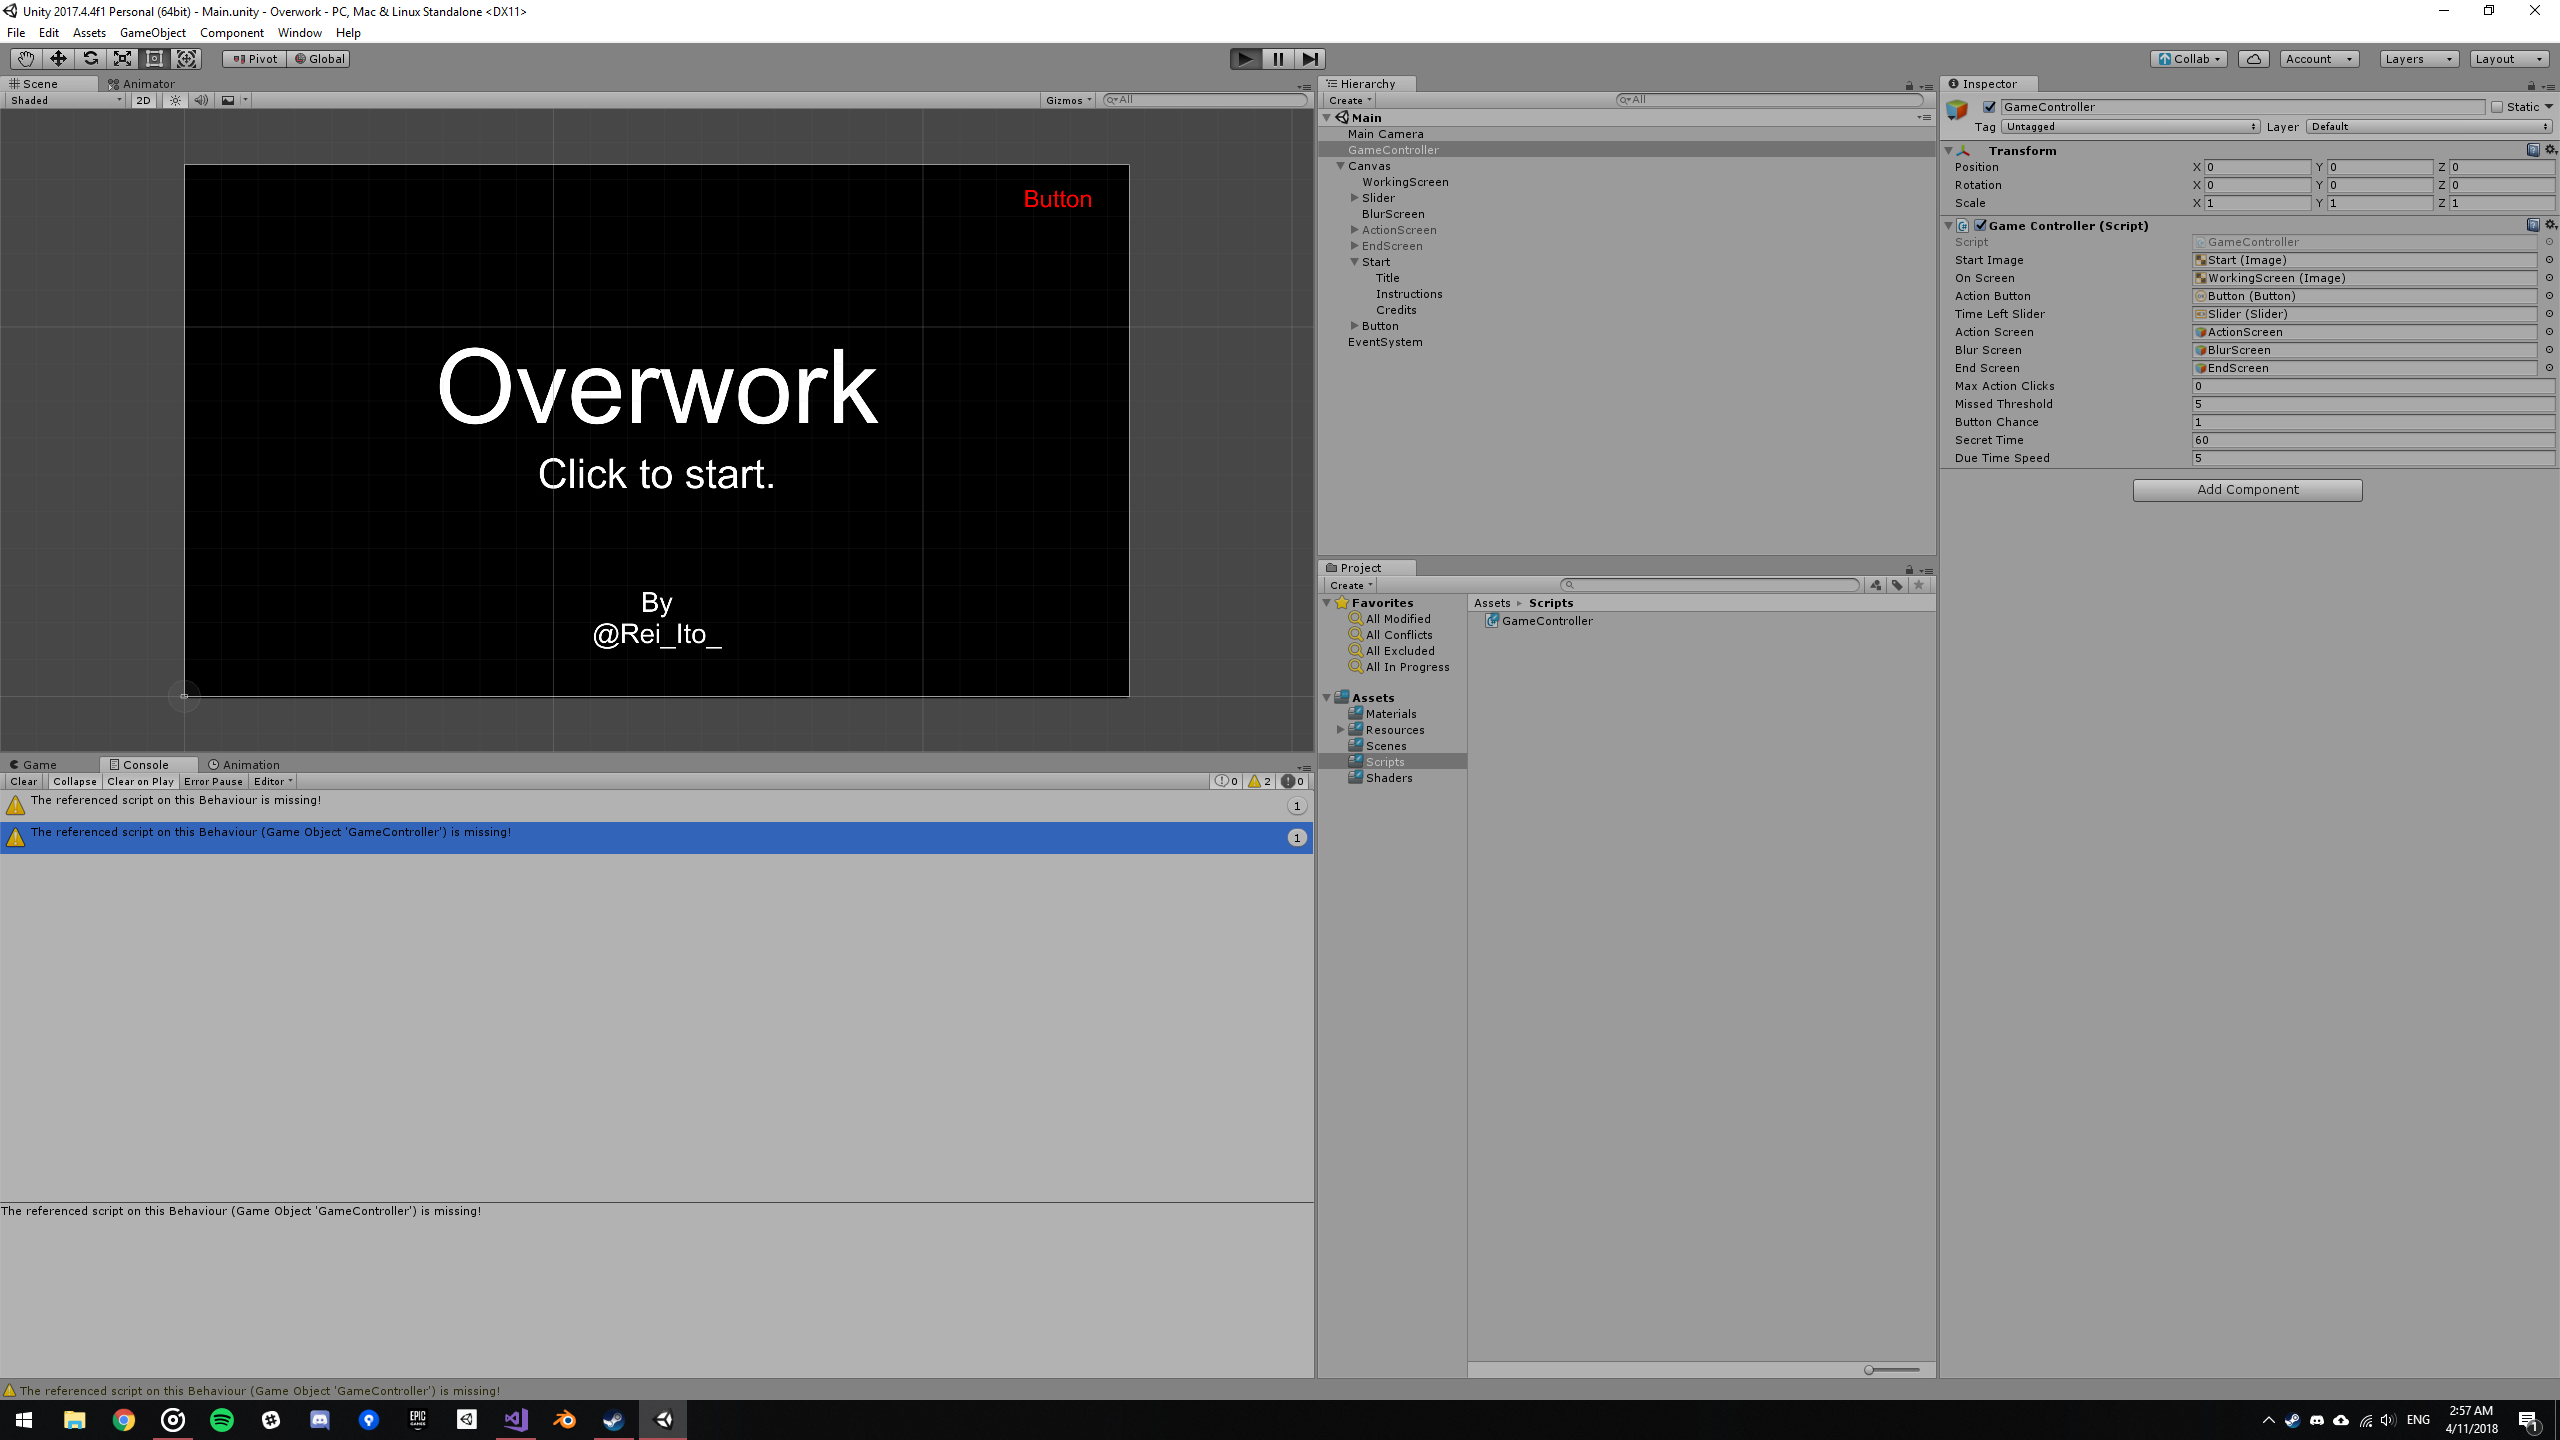 Unity 2017.4.4f1 Personal (64bit) - Main.unity - Overwork - PC, Mac & Linux Standalone <DX11>
File Edit Assets GameObject Component Window Help
Pivot Global Collab Account Layers Layout
Scene Animator
Shaded 2D Gizmos All
Button
Overwork
Click to start.
By
@Rei_Ito_
Game Console Animation
Clear Collapse Clear on Play Error Pause Editor 0 2 0
The referenced script on this Behaviour is missing! 1
The referenced script on this Behaviour (Game Object 'GameController') is missing! 1
The referenced script on this Behaviour (Game Object 'GameController') is missing!
Hierarchy
Create All
Main
Main Camera
GameController
Canvas
WorkingScreen
Slider
BlurScreen
ActionScreen
EndScreen
Start
Title
Instructions
Credits
Button
EventSystem
Project
Create
Favorites
All Modified
All Conflicts
All Excluded
All In Progress
Assets
Materials
Resources
Scenes
Scripts
Shaders
Assets Scripts
GameController
Inspector
GameController Static
Tag Untagged Layer Default
Transform
Position X 0 Y 0 Z 0
Rotation X 0 Y 0 Z 0
Scale X 1 Y 1 Z 1
Game Controller (Script)
Script GameController
Start Image Start (Image)
On Screen WorkingScreen (Image)
Action Button Button (Button)
Time Left Slider Slider (Slider)
Action Screen ActionScreen
Blur Screen BlurScreen
End Screen EndScreen
Max Action Clicks 0
Missed Threshold 5
Button Chance 1
Secret Time 60
Due Time Speed 5
Add Component
The referenced script on this Behaviour (Game Object 'GameController') is missing!
EPIC GAMES
ENG
2:57 AM
4/11/2018
1